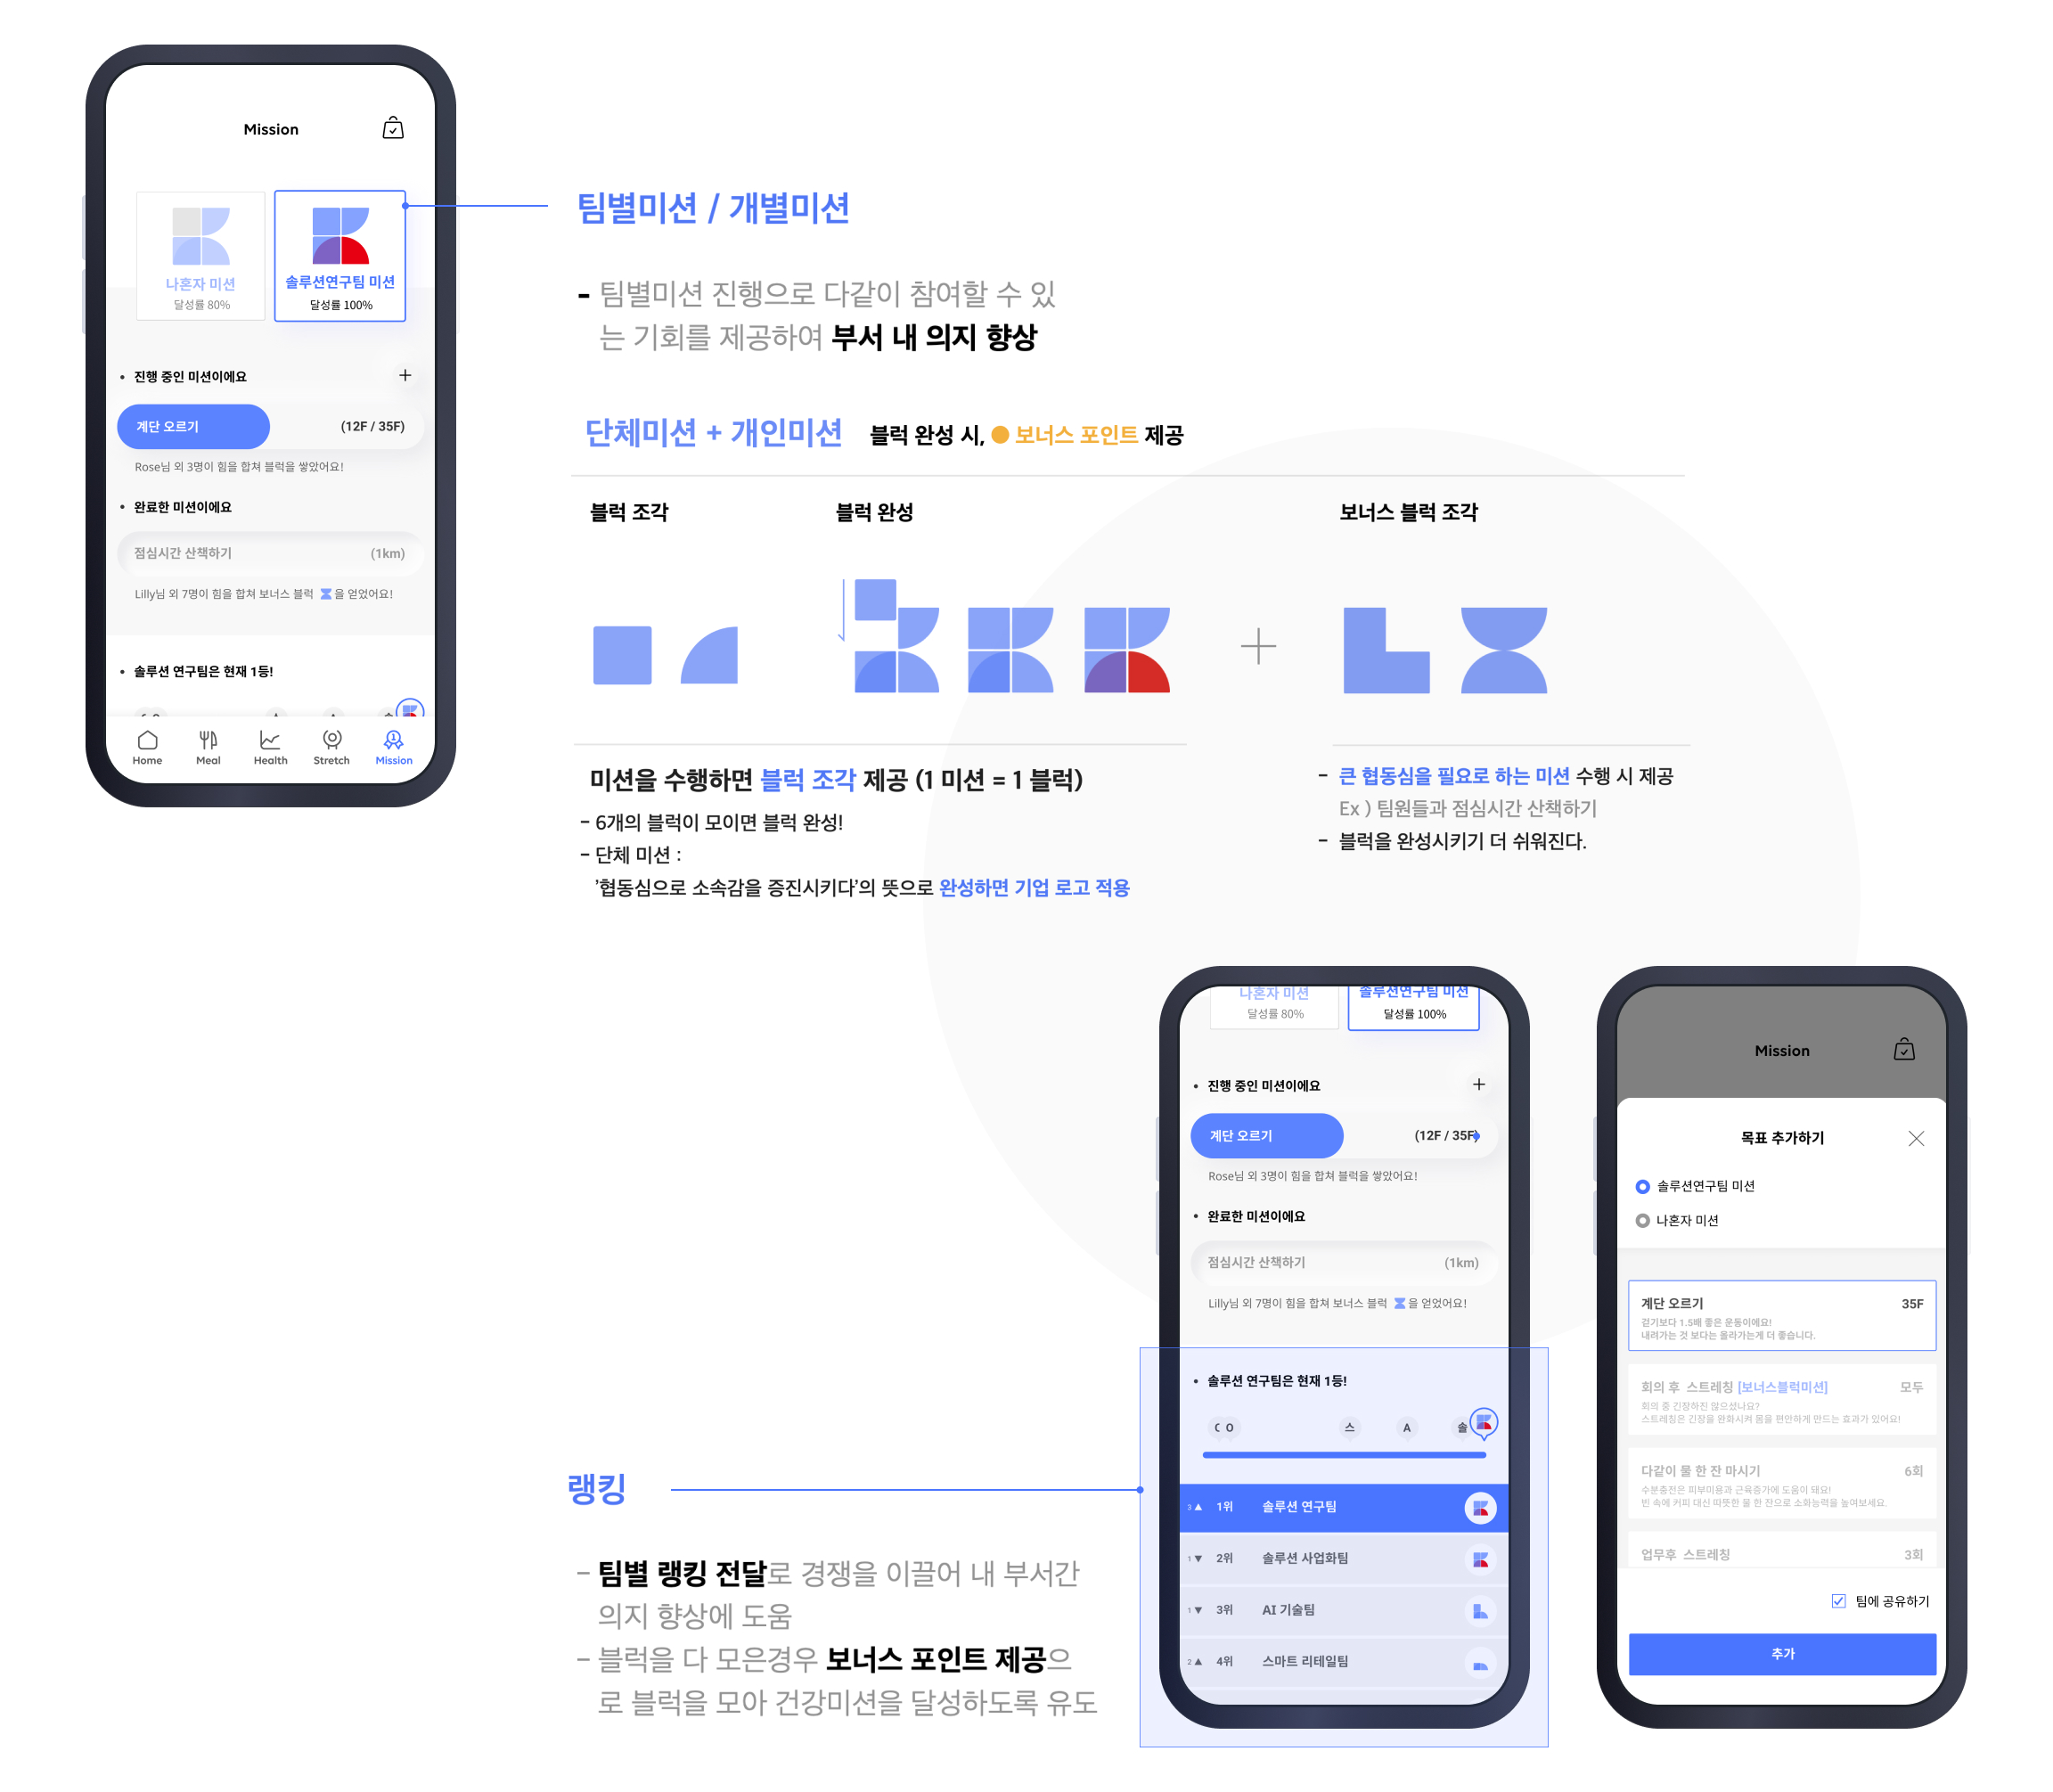 Mission
나혼자 미션
달성률 80%
솔루션연구팀 미션
달성률 100%
• 진행 중인 미션이에요
+
계단 오르기 (12F / 35F)
Rose님 외 3명이 힘을 합쳐 블럭을 쌓았어요!
• 완료한 미션이에요
점심시간 산책하기 (1km)
Lilly님 외 7명이 힘을 합쳐 보너스 블럭 을 얻었어요!
• 솔루션 연구팀은 현재 1등!
Home Meal Health Stretch Mission
팀별미션 / 개별미션
- 팀별미션 진행으로 다같이 참여할 수 있
는 기회를 제공하여 부서 내 의지 향상
단체미션 + 개인미션 블럭 완성 시, 보너스 포인트 제공
블럭 조각 블럭 완성 보너스 블럭 조각
미션을 수행하면 블럭 조각 제공 (1 미션 = 1 블럭)
- 6개의 블럭이 모이면 블럭 완성!
- 단체 미션 :
'협동심으로 소속감을 증진시키다'의 뜻으로 완성하면 기업 로고 적용
- 큰 협동심을 필요로 하는 미션 수행 시 제공
Ex ) 팀원들과 점심시간 산책하기
- 블럭을 완성시키기 더 쉬워진다.
랭킹
- 팀별 랭킹 전달로 경쟁을 이끌어 내 부서간
의지 향상에 도움
- 블럭을 다 모은경우 보너스 포인트 제공으
로 블럭을 모아 건강미션을 달성하도록 유도
나혼자 미션
달성률 80%
솔루션연구팀 미션
달성률 100%
• 진행 중인 미션이에요
+
계단 오르기 (12F / 35F)
Rose님 외 3명이 힘을 합쳐 블럭을 쌓았어요!
• 완료한 미션이에요
점심시간 산책하기 (1km)
Lilly님 외 7명이 힘을 합쳐 보너스 블럭 을 얻었어요!
• 솔루션 연구팀은 현재 1등!
O 스 A 솔
3 ▲ 1위 솔루션 연구팀
1 ▼ 2위 솔루션 사업화팀
1 ▼ 3위 AI 기술팀
2 ▲ 4위 스마트 리테일팀
Mission
목표 추가하기
솔루션연구팀 미션
나혼자 미션
계단 오르기 35F
걷기보다 1.5배 좋은 운동이에요!
내려가는 것 보다는 올라가는게 더 좋습니다.
회의 후 스트레칭 [보너스블럭미션] 모두
회의 중 긴장하진 않으셨나요?
스트레칭은 긴장을 완화시켜 몸을 편안하게 만드는 효과가 있어요!
다같이 물 한 잔 마시기 6회
수분충전은 피부미용과 근육증가에 도움이 돼요!
빈 속에 커피 대신 따뜻한 물 한 잔으로 소화능력을 높여보세요.
업무후 스트레칭 3회
팀에 공유하기
추가